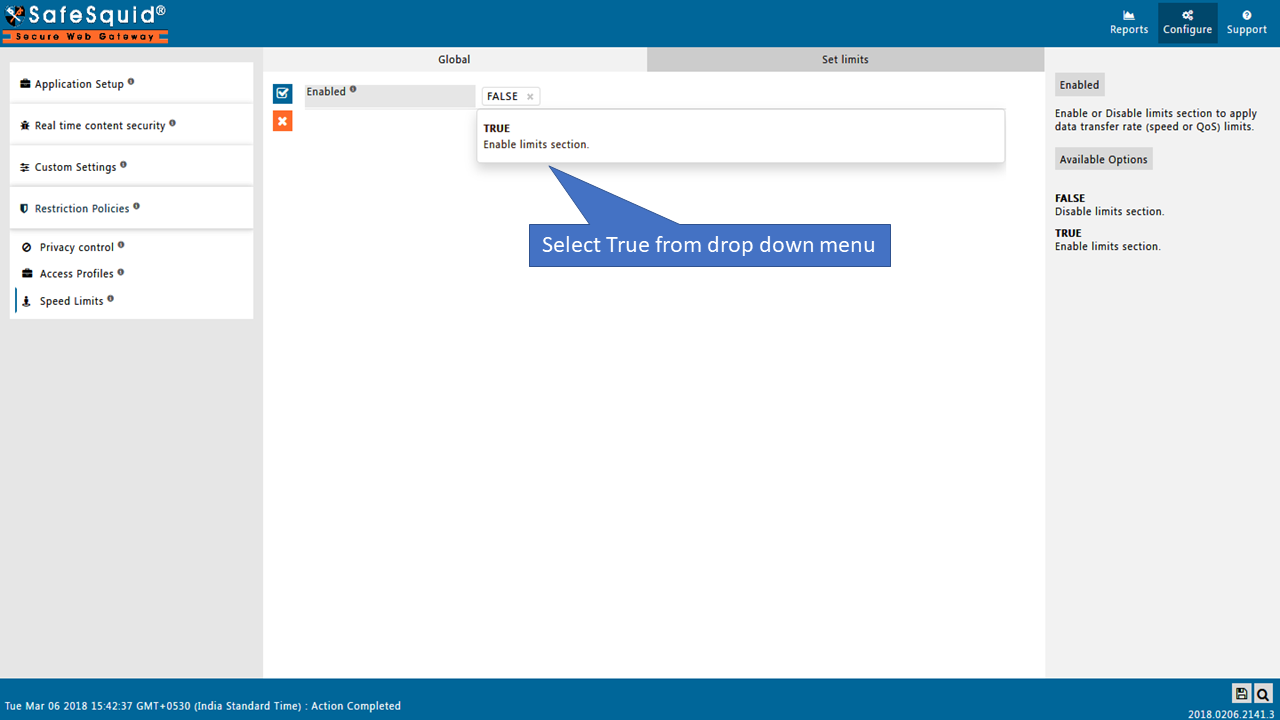 SafeSquid®
Secure Web Gateway
Reports
Configure
Support
Application Setup
Real time content security
Custom Settings
Restriction Policies
Privacy control
Access Profiles
Speed Limits
Global
Set limits
Enabled
FALSE ×
TRUE
Enable limits section.
Select True from drop down menu
Enabled
Enable or Disable limits section to apply
data transfer rate (speed or QoS) limits.
Available Options
FALSE
Disable limits section.
TRUE
Enable limits section.
Tue Mar 06 2018 15:42:37 GMT+0530 (India Standard Time) : Action Completed
2018.0206.2141.3